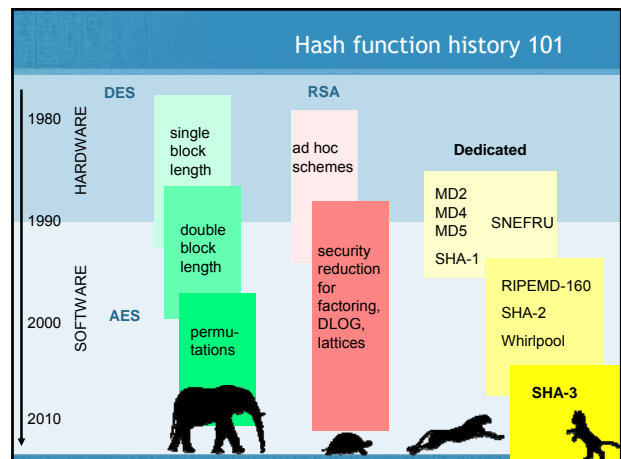 Hash function history 101
DES
RSA
1980
HARDWARE
single
block
length
ad hoc
schemes
Dedicated
MD2
MD4
MD5
SHA-1
SNEFRU
1990
double
block
length
security
reduction
for
factoring,
DLOG,
lattices
RIPEMD-160
SHA-2
Whirlpool
SOFTWARE
AES
2000
permu-
tations
SHA-3
2010